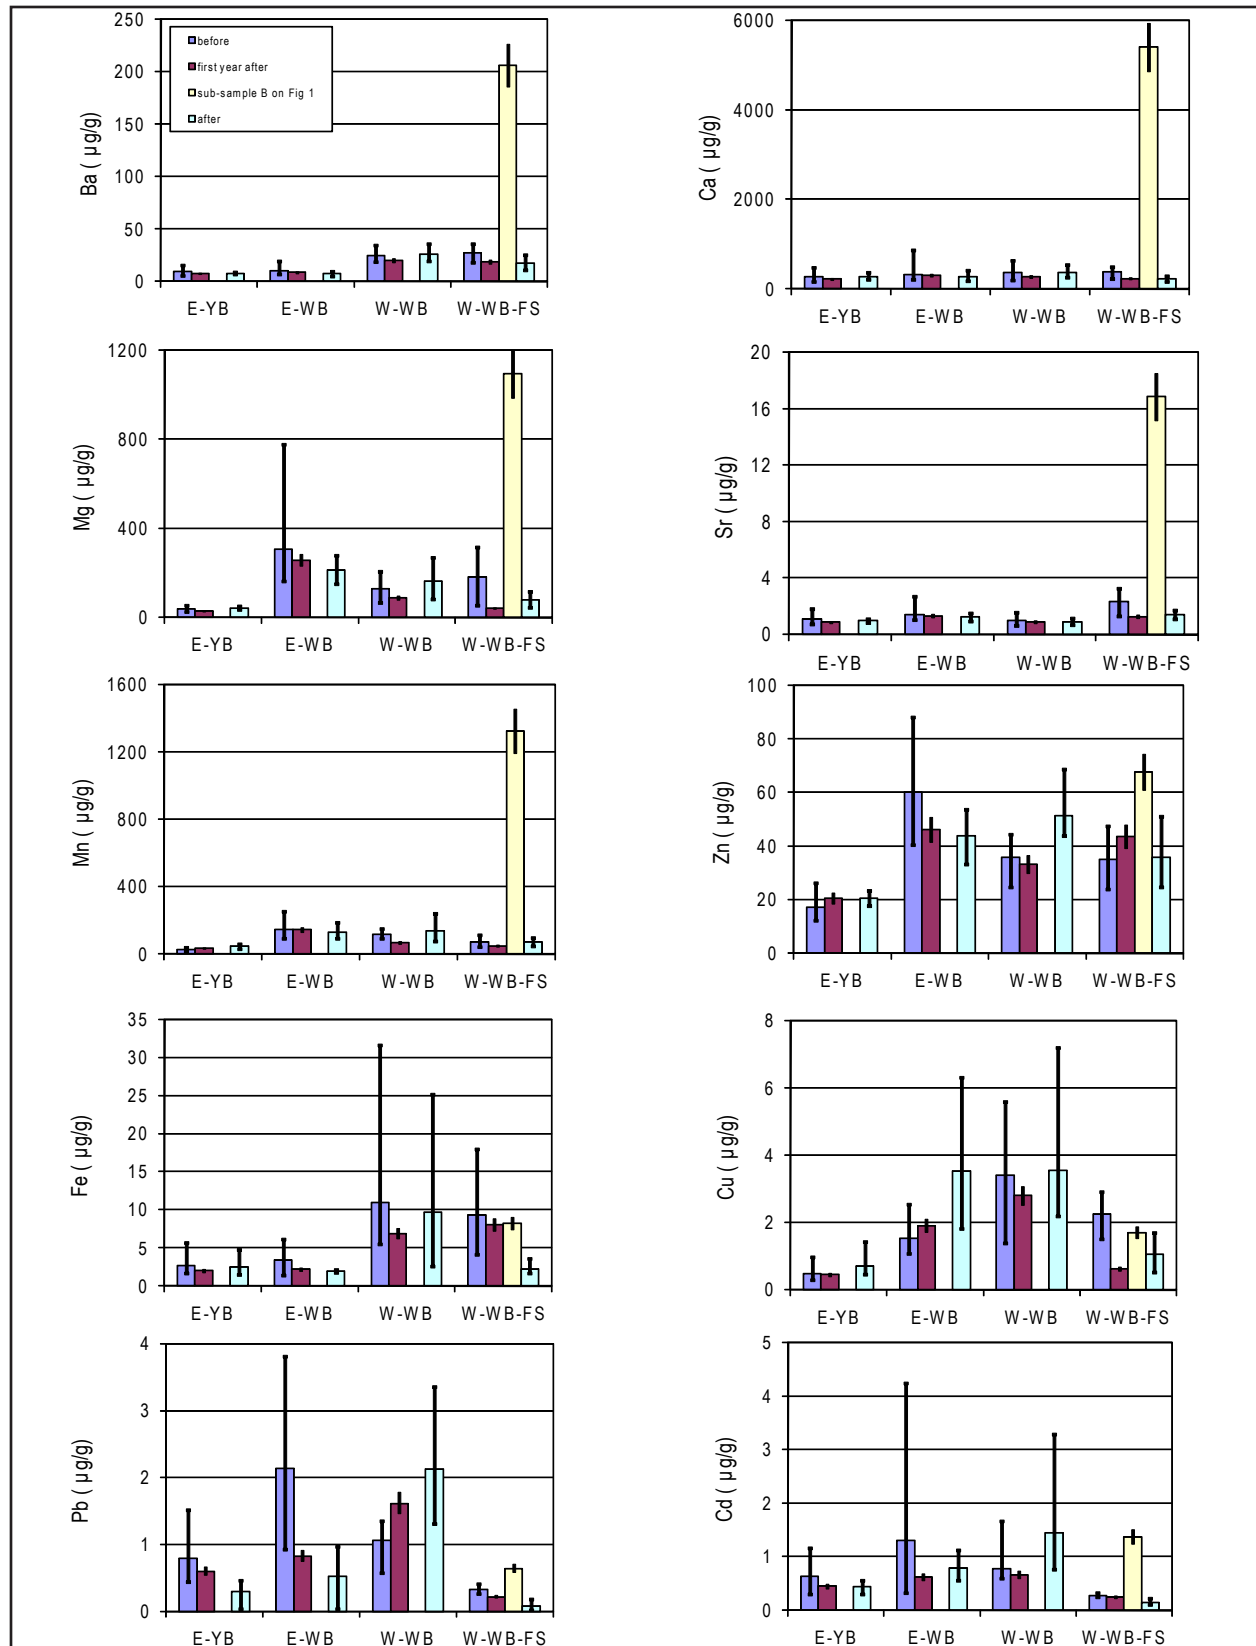 250
200
150
100
50
0
Ba ( µg/g)
before
first year after
sub-sample B on Fig 1
after
E-YB E-WB W-WB W-WB-FS
6000
4000
2000
0
Ca ( µg/g)
E-YB E-WB W-WB W-WB-FS
1200
800
400
0
Mg ( µg/g)
E-YB E-WB W-WB W-WB-FS
20
16
12
8
4
0
Sr ( µg/g)
E-YB E-WB W-WB W-WB-FS
1600
1200
800
400
0
Mn ( µg/g)
E-YB E-WB W-WB W-WB-FS
100
80
60
40
20
0
Zn ( µg/g)
E-YB E-WB W-WB W-WB-FS
35
30
25
20
15
10
5
0
Fe ( µg/g)
E-YB E-WB W-WB W-WB-FS
8
6
4
2
0
Cu ( µg/g)
E-YB E-WB W-WB W-WB-FS
4
3
2
1
0
Pb ( µg/g)
E-YB E-WB W-WB W-WB-FS
5
4
3
2
1
0
Cd ( µg/g)
E-YB E-WB W-WB W-WB-FS